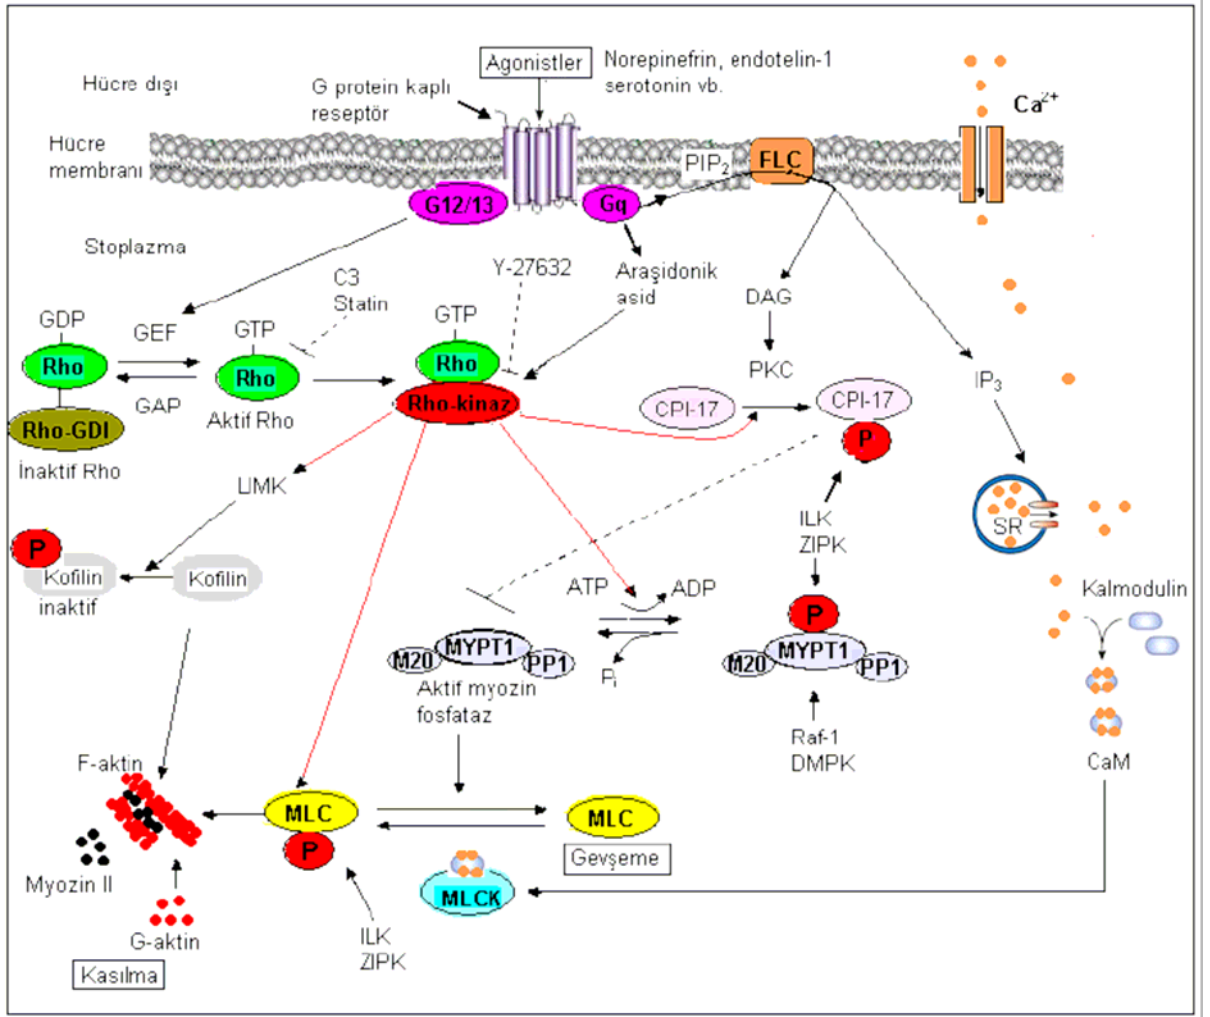 Agonistler
Norepinefrin, endotelin-1
serotonin vb.
Hücre dışı
G protein kaplı
reseptör
Ca2+
Hücre
membranı
PIP2
FLC
G12/13
Gq
Stoplazma
Y-27632
Araşidonik
asid
C3
Statin
DAG
GDP
GEF
GTP
GTP
Rho
Rho
Rho
PKC
IP3
GAP
Aktif Rho
Rho-kinaz
CPI-17
CPI-17
P
Rho-GDI
İnaktif Rho
LIMK
ILK
ZIPK
SR
P
Kofilin
inaktif
Kofilin
ATP
ADP
Kalmodulin
P
M20
MYPT1
PP1
Pi
M20
MYPT1
PP1
Aktif myozin
fosfataz
Raf-1
DMPK
CaM
F-aktin
MLC
P
MLC
Gevşeme
Myozin II
MLCK
G-aktin
ILK
ZIPK
Kasılma